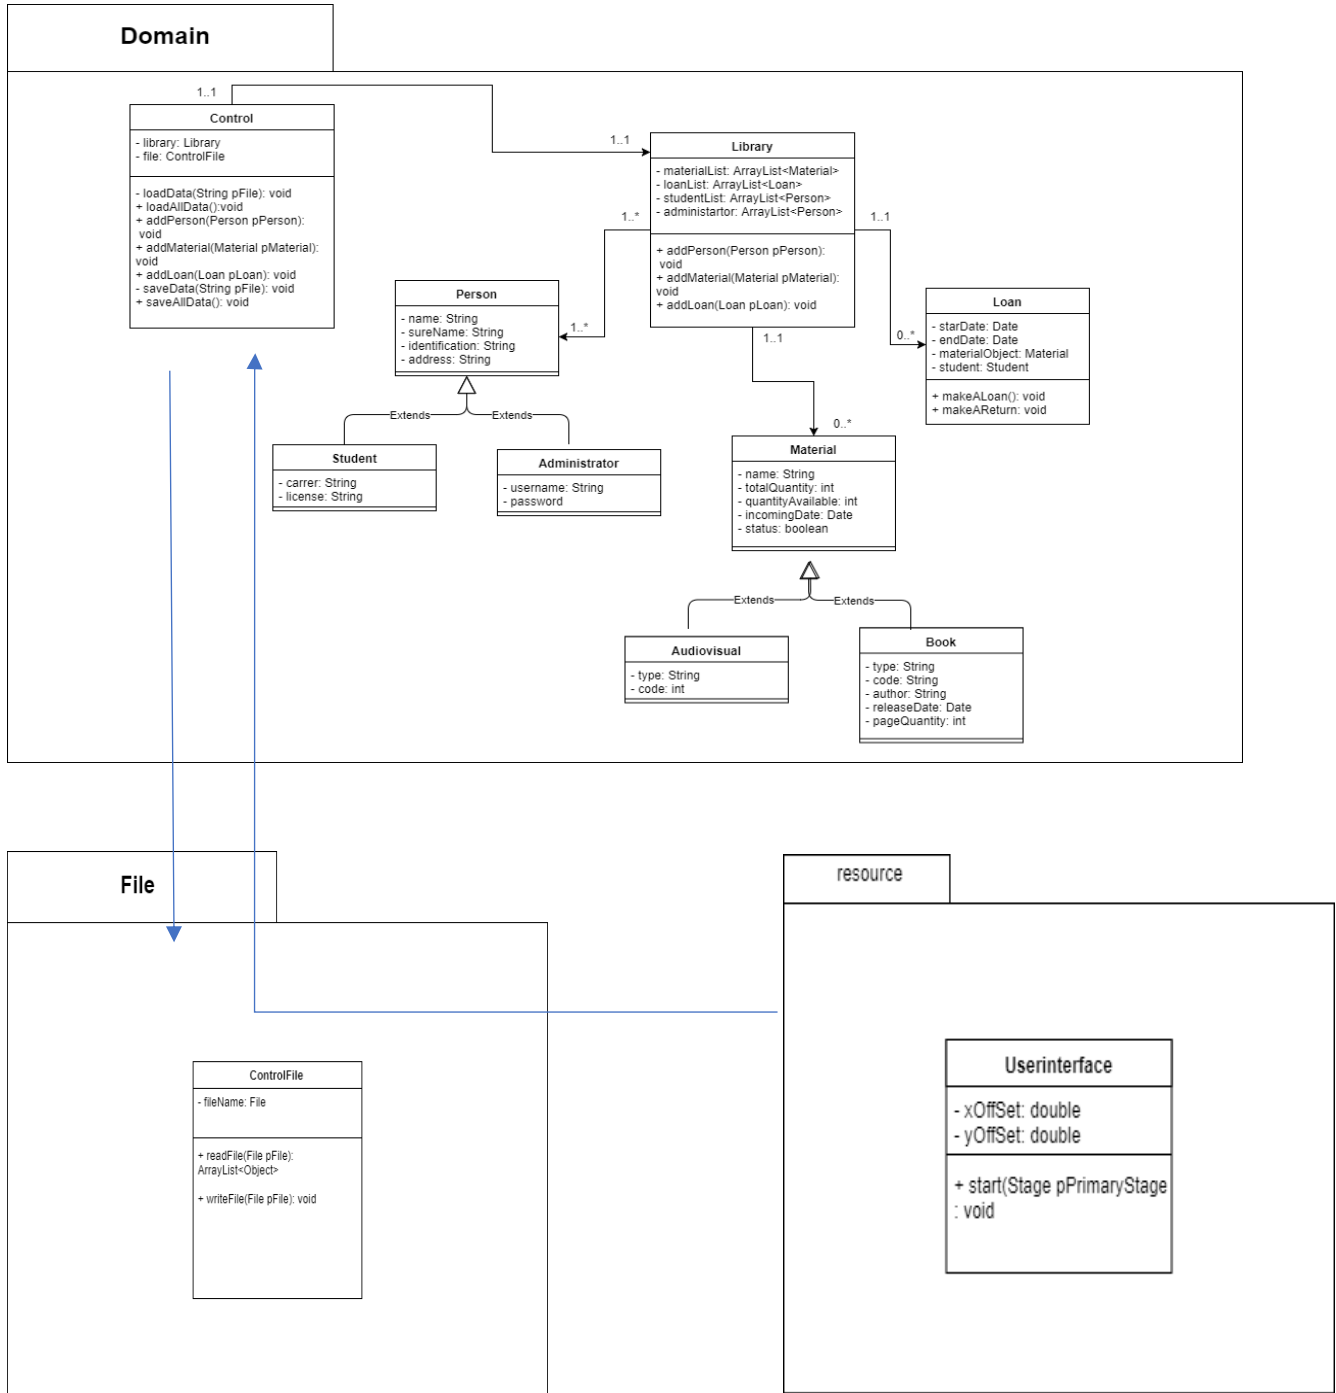 Domain
1..1
Control
- library: Library
- file: ControlFile
- loadData(String pFile): void
+ loadAllData():void
+ addPerson(Person pPerson):
void
+ addMaterial(Material pMaterial):
void
+ addLoan(Loan pLoan): void
- saveData(String pFile): void
+ saveAllData(): void
1..1
Library
- materialList: ArrayList<Material>
- loanList: ArrayList<Loan>
- studentList: ArrayList<Person>
- administartor: ArrayList<Person>
+ addPerson(Person pPerson):
void
+ addMaterial(Material pMaterial):
void
+ addLoan(Loan pLoan): void
1..*
1..1
Person
- name: String
- sureName: String
- identification: String
- address: String
1..*
1..1
0..*
Loan
- starDate: Date
- endDate: Date
- materialObject: Material
- student: Student
+ makeALoan(): void
+ makeAReturn: void
Extends
Extends
0..*
Student
- carrer: String
- license: String
Administrator
- username: String
- password
Material
- name: String
- totalQuantity: int
- quantityAvailable: int
- incomingDate: Date
- status: boolean
Extends
Extends
Audiovisual
- type: String
- code: int
Book
- type: String
- code: String
- author: String
- releaseDate: Date
- pageQuantity: int
File
resource
ControlFile
- fileName: File
+ readFile(File pFile):
ArrayList<Object>
+ writeFile(File pFile): void
Userinterface
- xOffSet: double
- yOffSet: double
+ start(Stage pPrimaryStage
: void